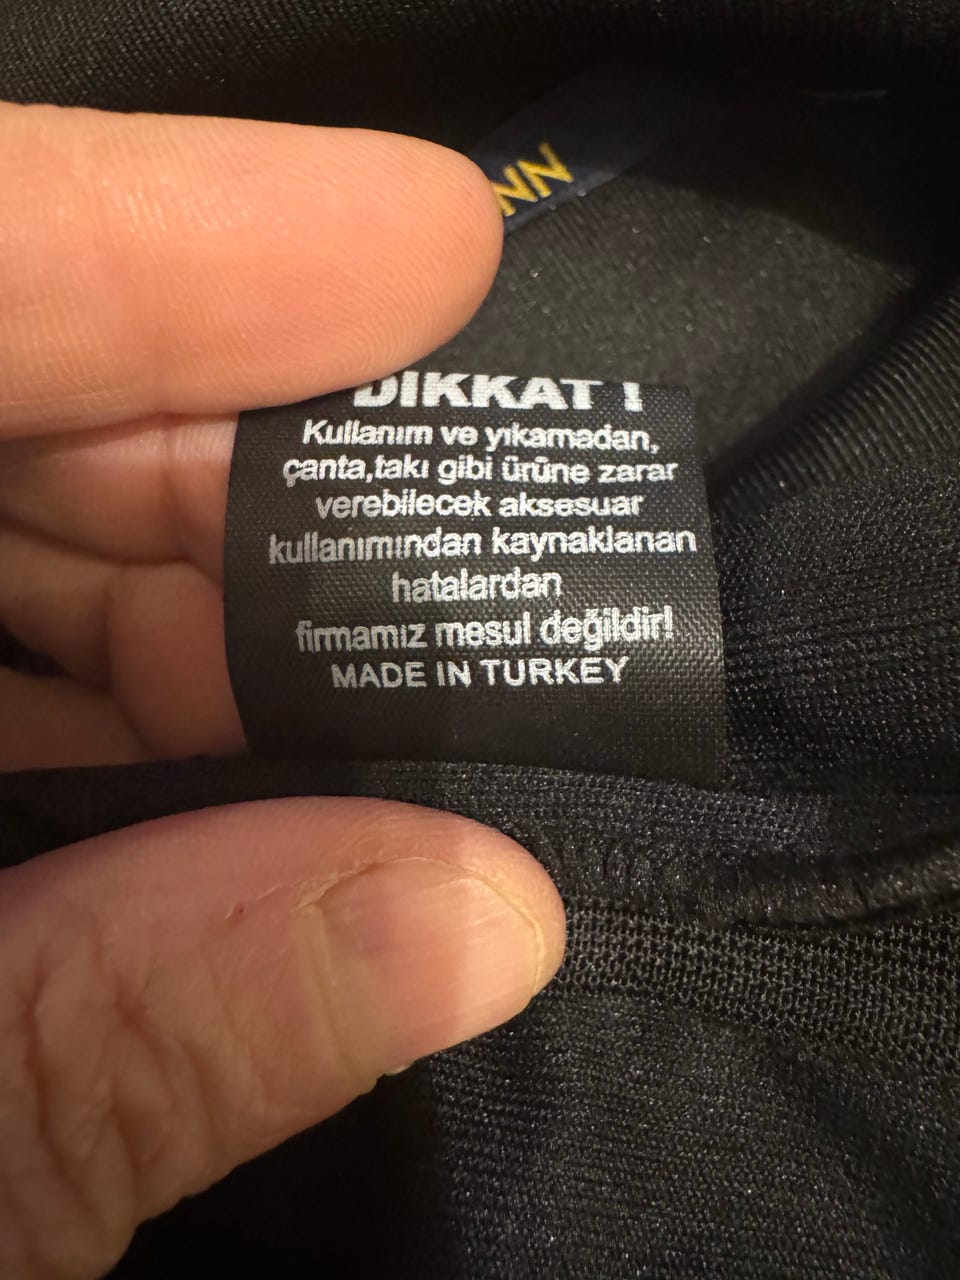 NN
DİKKAT !
Kullanım ve yıkamadan,
çanta,takı gibi ürüne zarar
verebilecek aksesuar
kullanımından kaynaklanan
hatalardan
firmamız mesul değildir!
MADE IN TURKEY